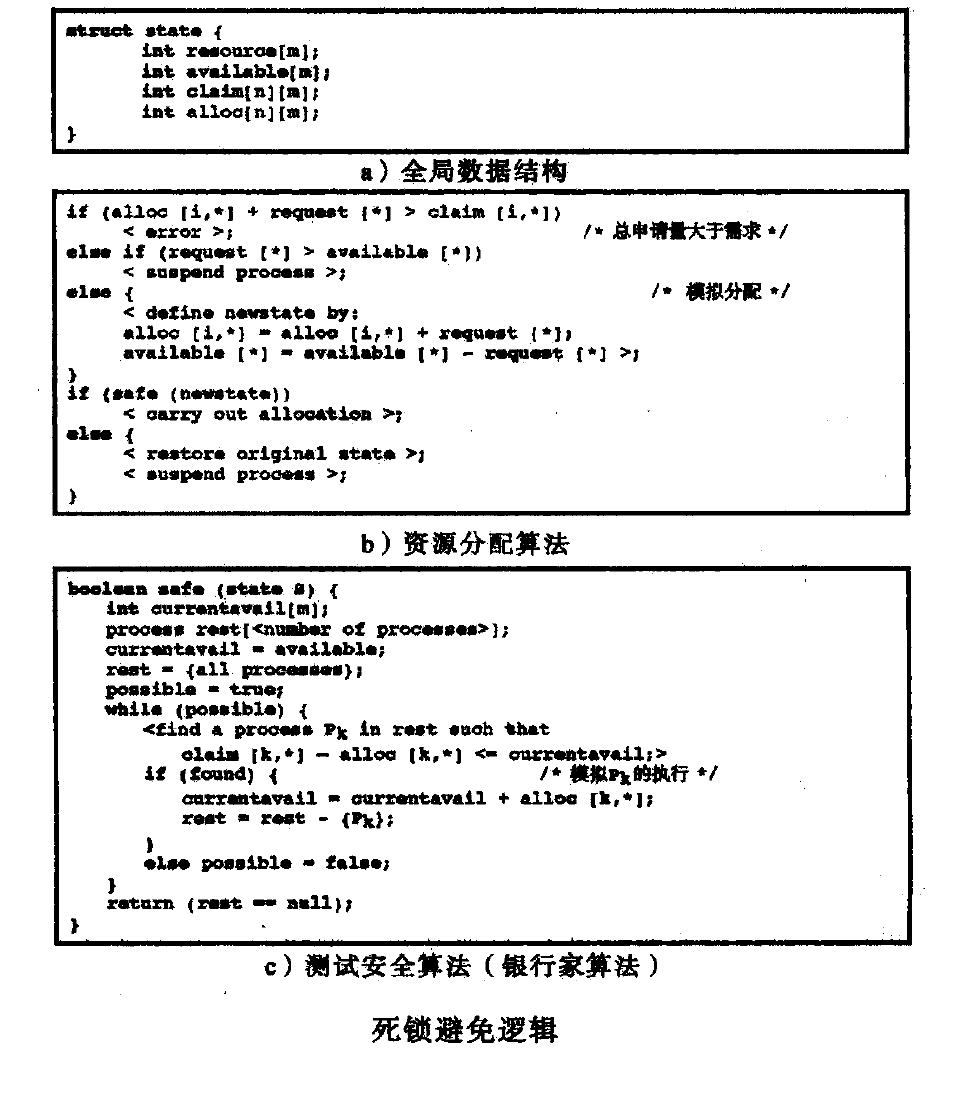 struct state {
int resource[m];
int available[m];
int claim[n][m];
int alloc[n][m];
}
a）全局数据结构
if (alloc [i,*] + request [*] > claim [i,*])
< error >; /* 总申请量大于需求 */
else if (request [*] > available [*])
< suspend process >;
else { /* 模拟分配 */
< define newstate by:
alloc [i,*] = alloc [i,*] + request [*];
available [*] = available [*] - request [*] >;
}
if (safe (newstate))
< carry out allocation >;
else {
< restore original state >;
< suspend process >;
}
b）资源分配算法
boolean safe (state S) {
int currentavail[m];
process rest[<number of processes>];
currentavail = available;
rest = {all processes};
possible = true;
while (possible) {
<find a process Pk in rest such that
claim [k,*] - alloc [k,*] <= currentavail;>
if (found) { /* 模拟Pk的执行 */
currentavail = currentavail + alloc [k,*];
rest = rest - {Pk};
}
else possible = false;
}
return (rest == null);
}
c）测试安全算法（银行家算法）
死锁避免逻辑